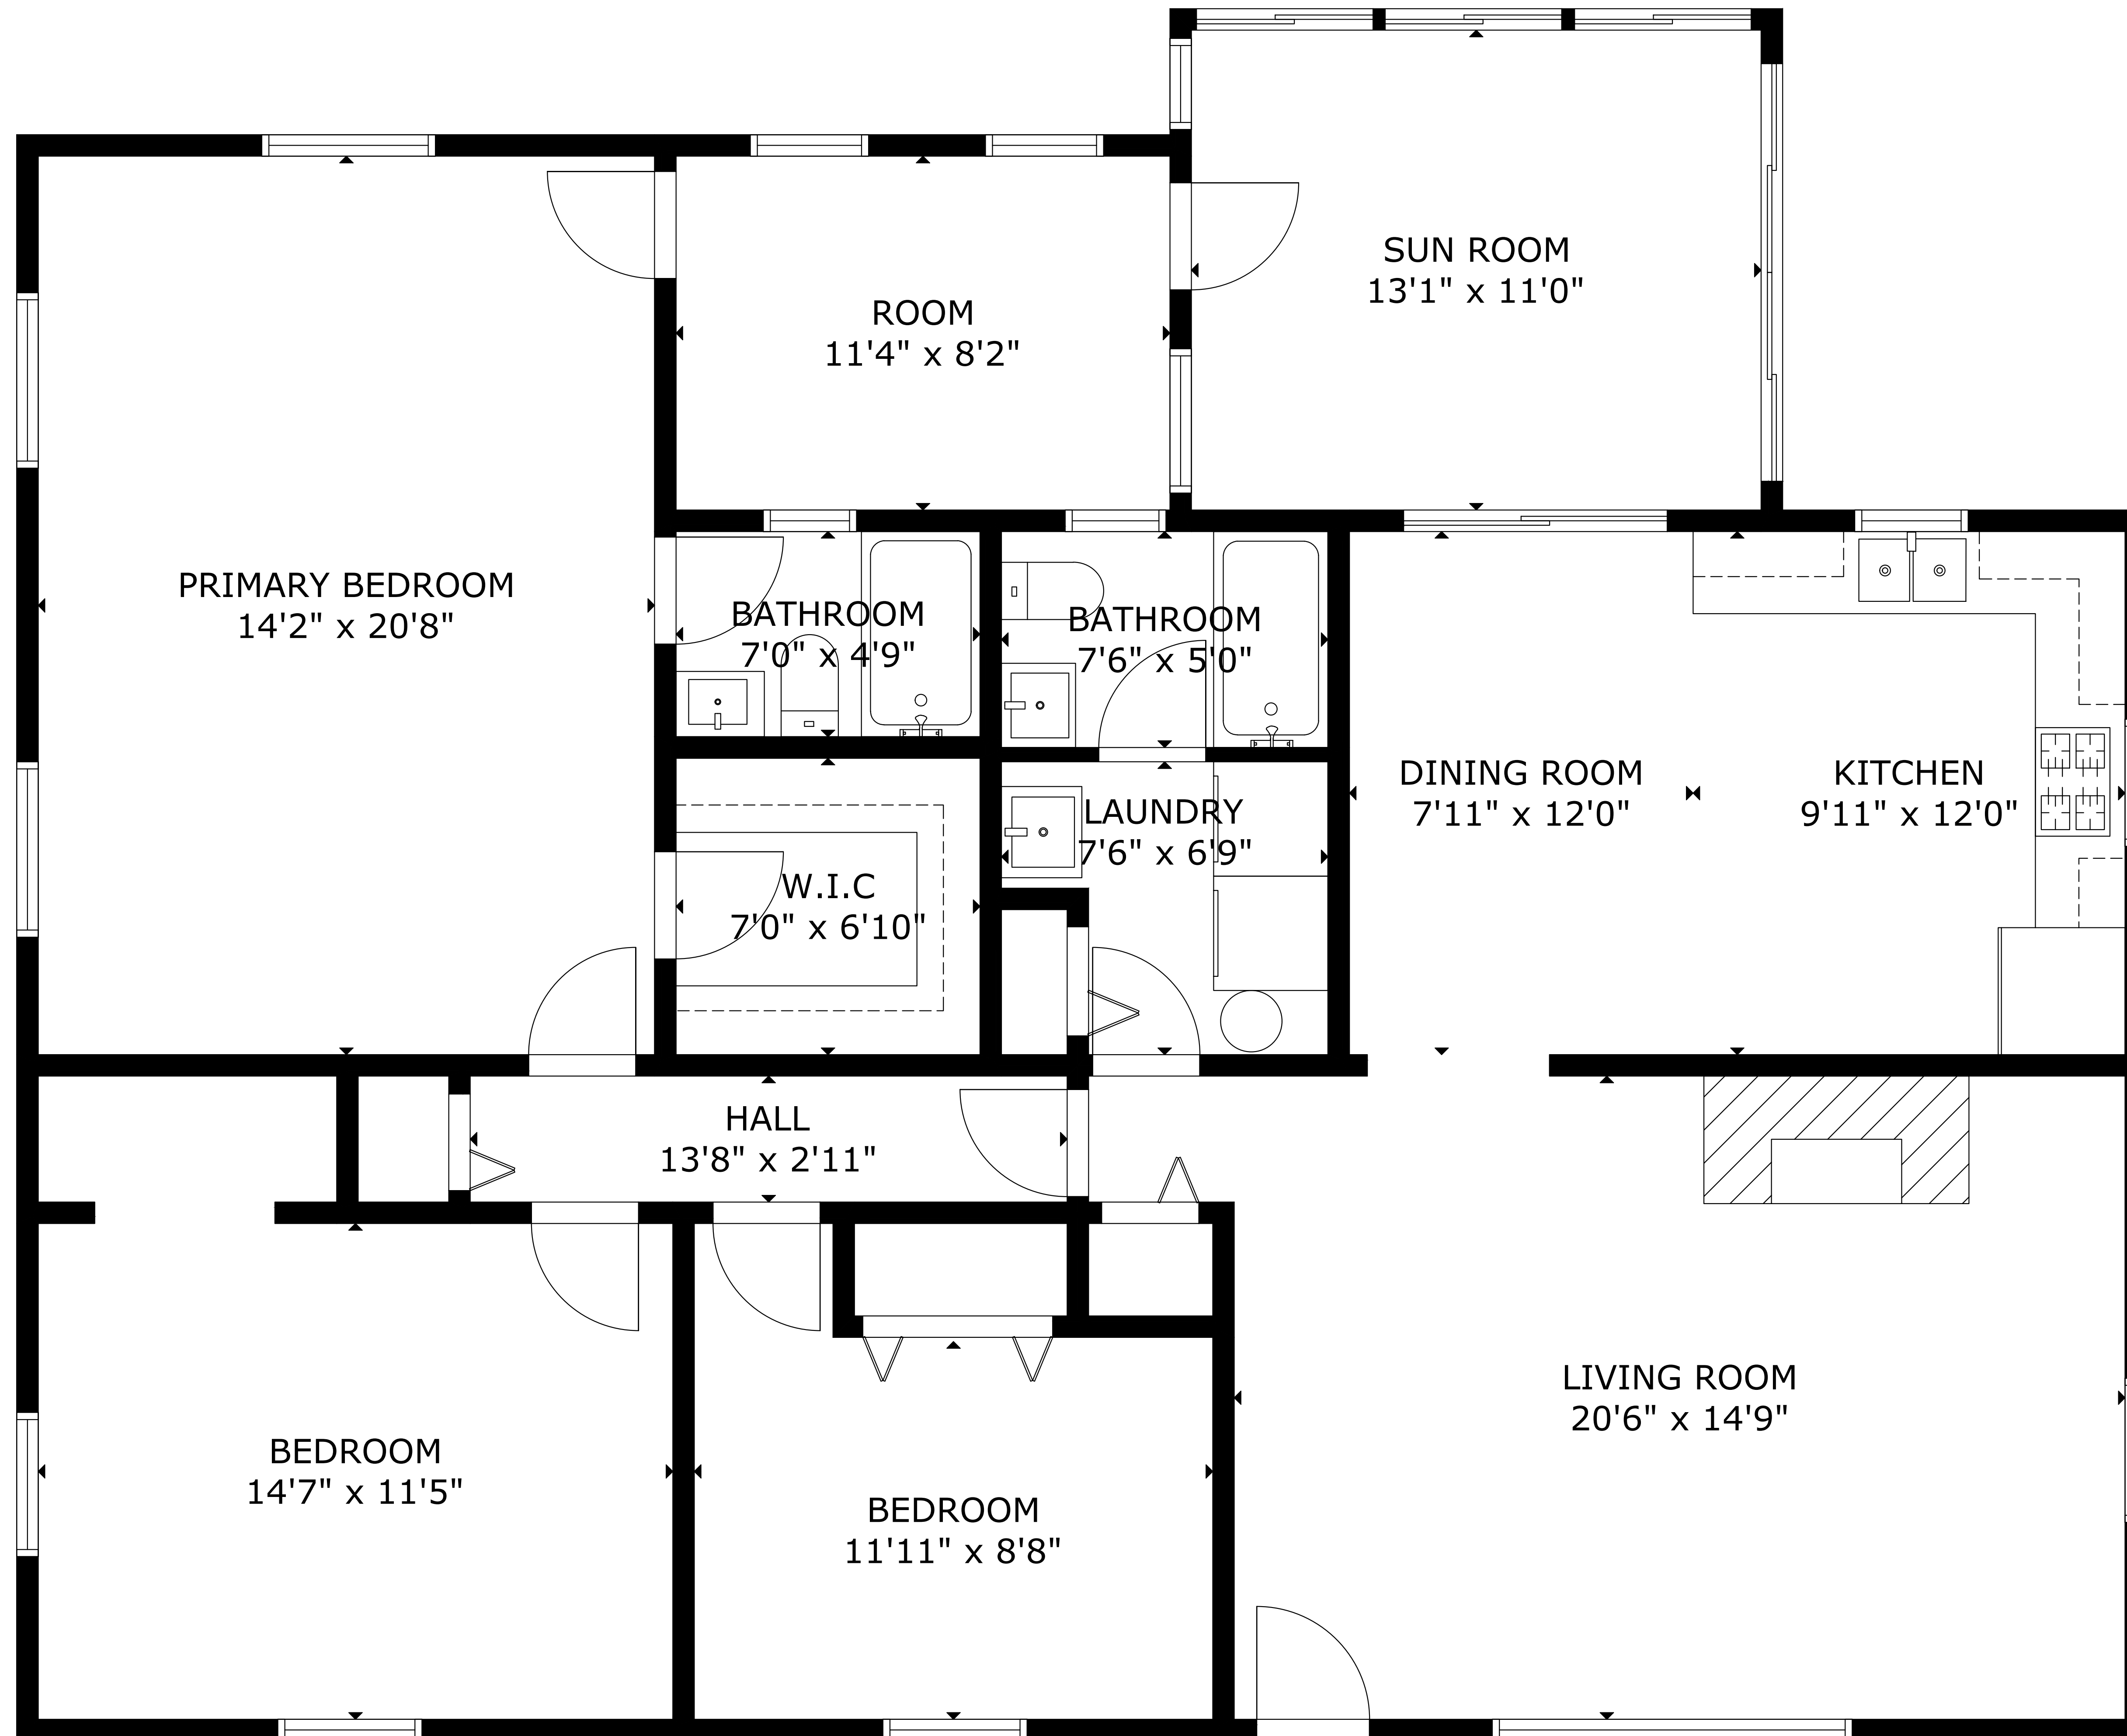 SUN ROOM
13'1" x 11'0"
ROOM
11'4" x 8'2"
PRIMARY BEDROOM
14'2" x 20'8"
BATHROOM
7'0" x 4'9"
BATHROOM
7'6" x 5'0"
DINING ROOM
7'11" x 12'0"
KITCHEN
9'11" x 12'0"
LAUNDRY
7'6" x 6'9"
W.I.C
7'0" x 6'10"
HALL
13'8" x 2'11"
LIVING ROOM
20'6" x 14'9"
BEDROOM
14'7" x 11'5"
BEDROOM
11'11" x 8'8"